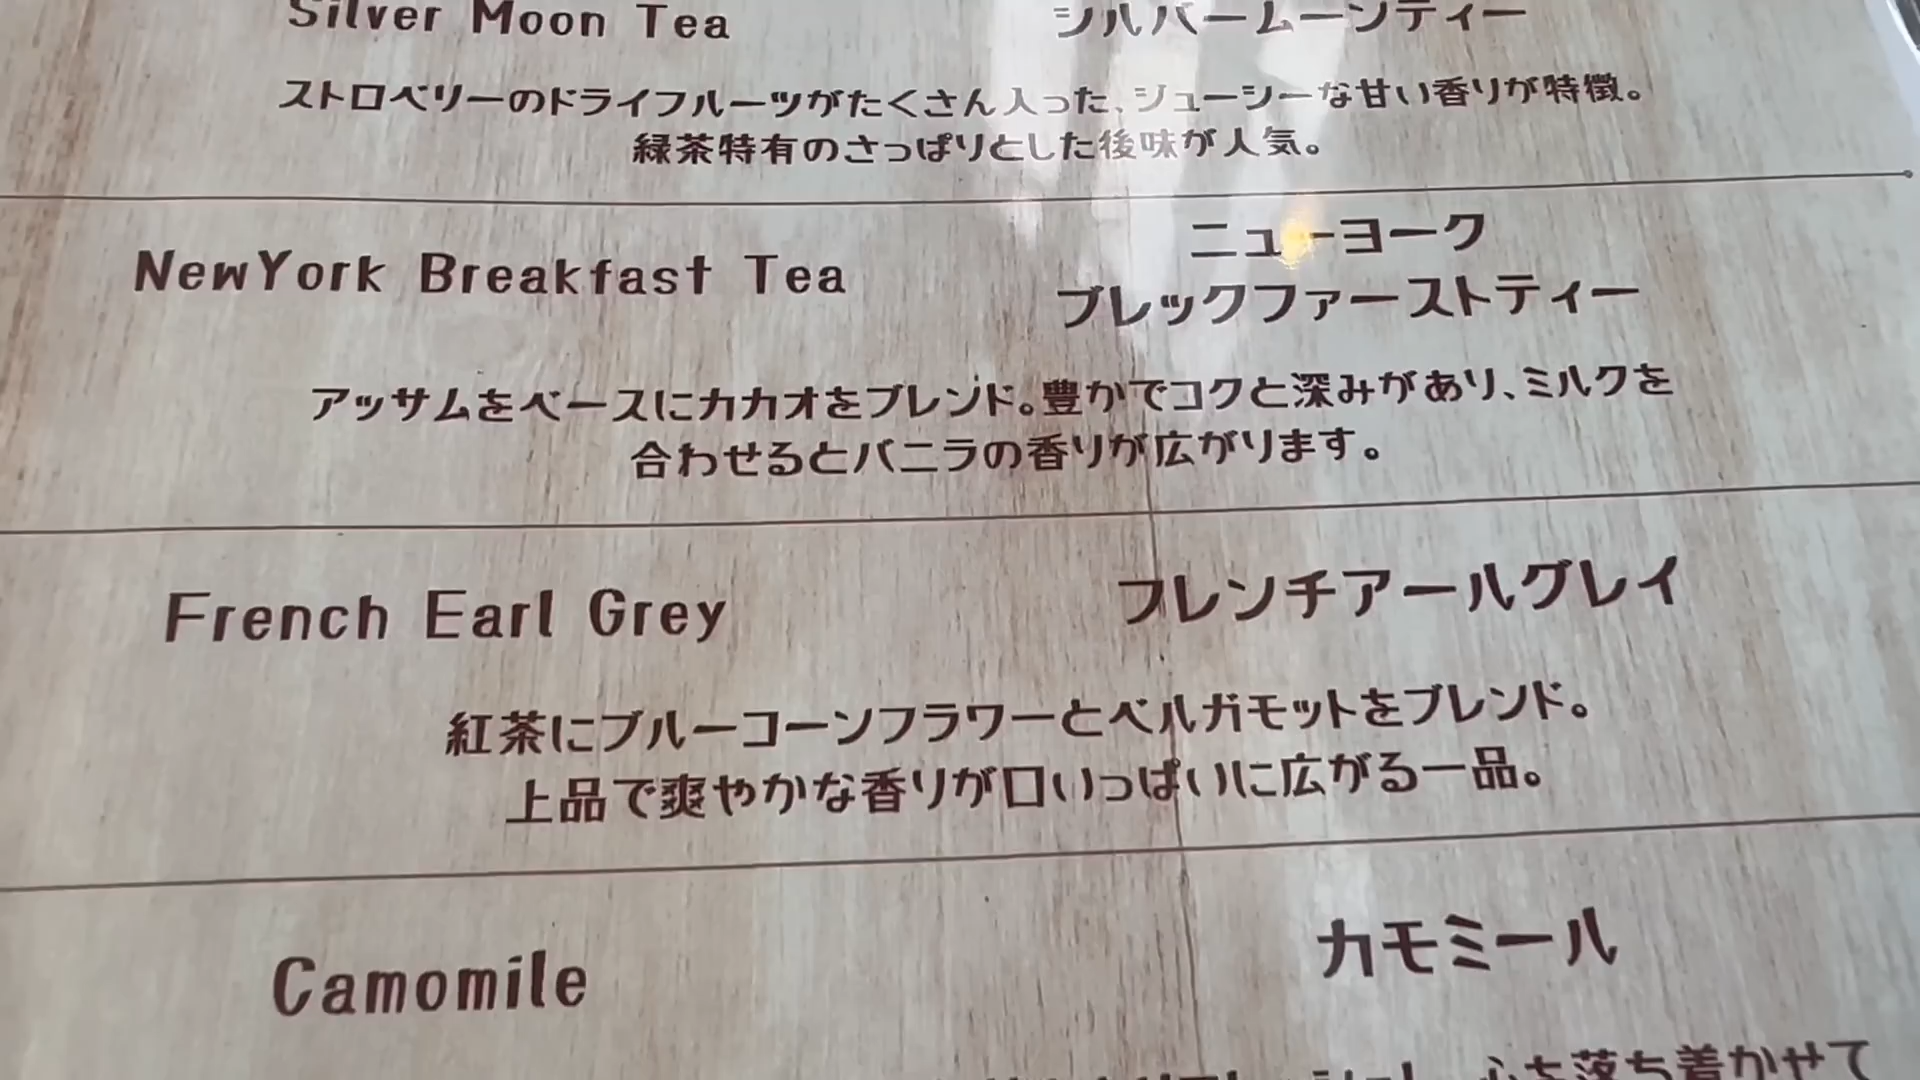 Silver Moon Tea シルバームーンティー
ストロベリーのドライフルーツがたくさん入った、ジューシーな甘い香りが特徴。
緑茶特有のさっぱりとした後味が人気。
NewYork Breakfast Tea ニューヨーク
ブレックファーストティー
アッサムをベースにカカオをブレンド。豊かでコクと深みがあり、ミルクを
合わせるとバニラの香りが広がります。
French Earl Grey フレンチアールグレイ
紅茶にブルーコーンフラワーとベルガモットをブレンド。
上品で爽やかな香りが口いっぱいに広がる一品。
Camomile カモミール
心を落ち着かせて